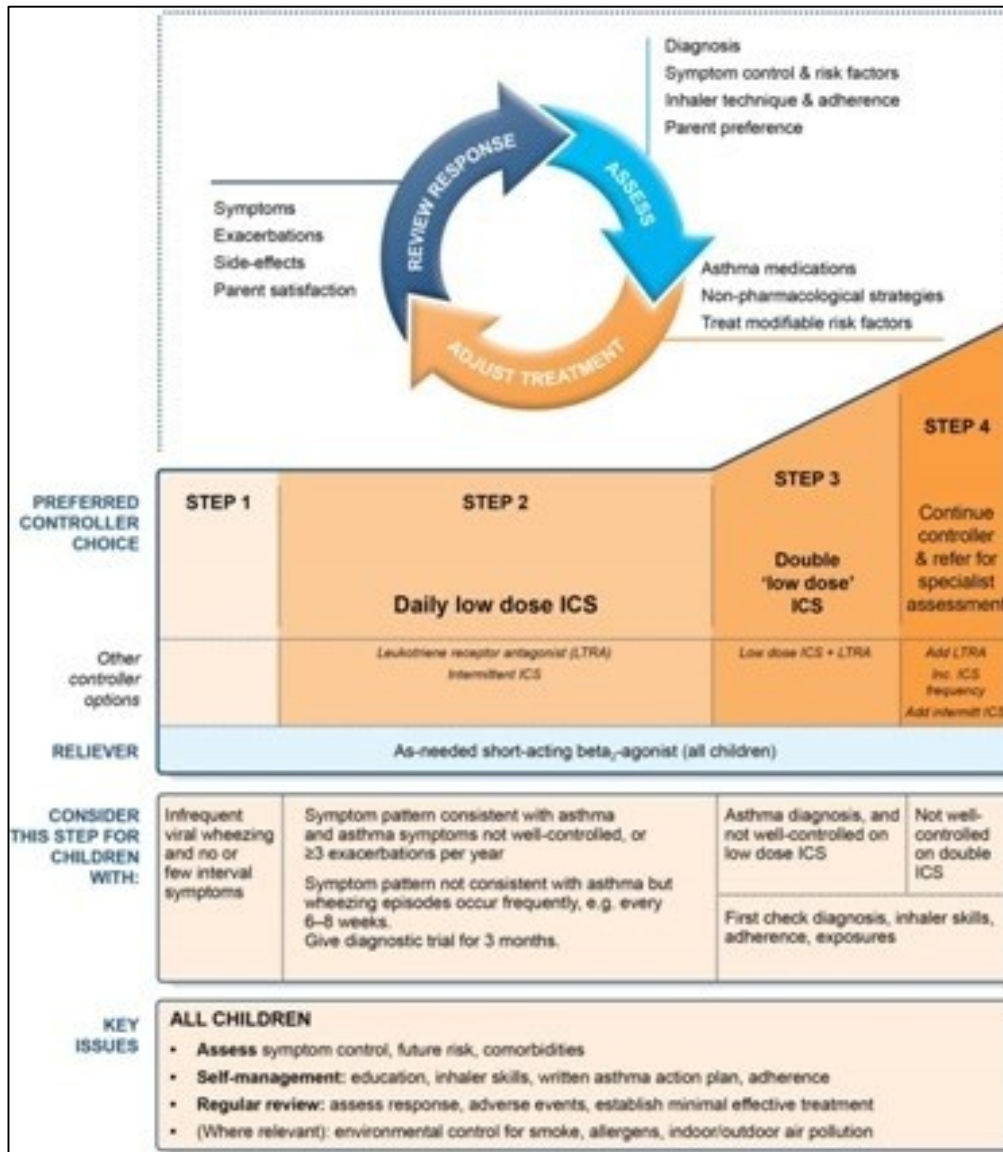 Diagnosis
Symptom control & risk factors
Inhaler technique & adherence
Parent preference
REVIEW RESPONSE
ASSESS
ADJUST TREATMENT
Symptoms
Exacerbations
Side-effects
Parent satisfaction
Asthma medications
Non-pharmacological strategies
Treat modifiable risk factors
PREFERRED
CONTROLLER
CHOICE
STEP 1
STEP 2
Daily low dose ICS
STEP 3
Double
‘low dose’
ICS
STEP 4
Continue
controller
& refer for
specialist
assessment
Other
controller
options
Leukotriene receptor antagonist (LTRA)
Intermittent ICS
Low dose ICS + LTRA
Add LTRA
Inc. ICS
frequency
Add intermitt ICS
RELIEVER
As-needed short-acting beta₂-agonist (all children)
CONSIDER
THIS STEP FOR
CHILDREN
WITH:
Infrequent
viral wheezing
and no or
few interval
symptoms
Symptom pattern consistent with asthma
and asthma symptoms not well-controlled, or
≥3 exacerbations per year
Symptom pattern not consistent with asthma but
wheezing episodes occur frequently, e.g. every
6–8 weeks.
Give diagnostic trial for 3 months.
Asthma diagnosis, and
not well-controlled on
low dose ICS
Not well-
controlled
on double
ICS
First check diagnosis, inhaler skills,
adherence, exposures
KEY
ISSUES
ALL CHILDREN
• Assess symptom control, future risk, comorbidities
• Self-management: education, inhaler skills, written asthma action plan, adherence
• Regular review: assess response, adverse events, establish minimal effective treatment
• (Where relevant): environmental control for smoke, allergens, indoor/outdoor air pollution